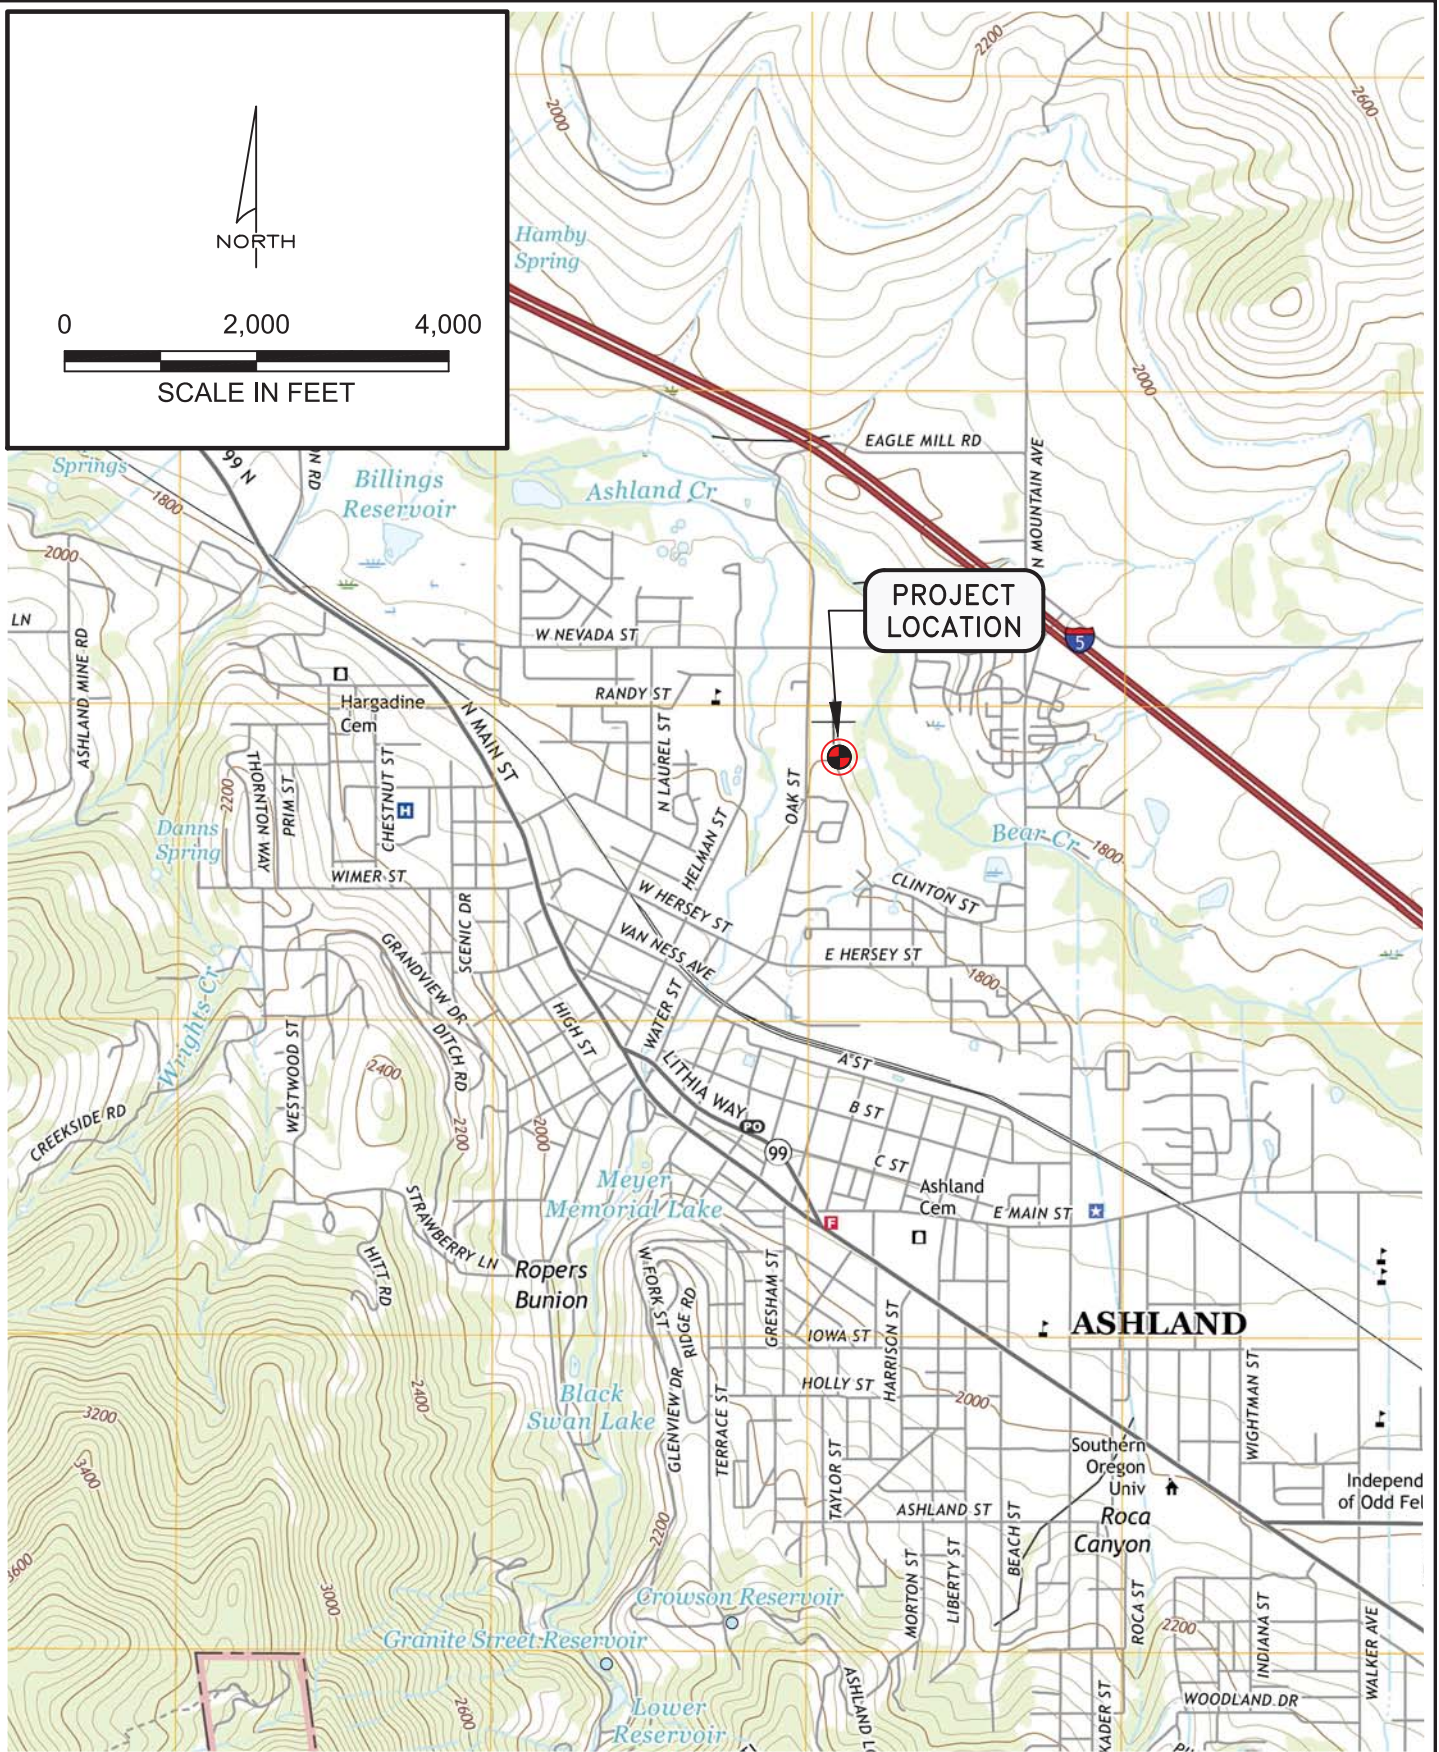 2200
2600
2000
NORTH
Hamby
Spring
0 2,000 4,000
SCALE IN FEET
2000
EAGLE MILL RD
N MOUNTAIN AVE
99 N
N RD
Springs
Billings
Reservoir
Ashland Cr
1800
2000
PROJECT
LOCATION
LN
ASHLAND MINE RD
W NEVADA ST
5
RANDY ST
Hargadine
Cem
N MAIN ST
N LAUREL ST
THORNTON WAY
PRIM ST
CHESTNUT ST
2200
H
OAK ST
Danns
Spring
HELMAN ST
Bear Cr
1800
WIMER ST
CLINTON ST
W HERSEY ST
SCENIC DR
VAN NESS AVE
E HERSEY ST
GRANDVIEW DR
1800
Wrights Cr
WATER ST
HIGH ST
DITCH RD
WESTWOOD ST
2400
LITHIA WAY
A ST
CREEKSIDE RD
2200
2000
B ST
PO
99
C ST
Meyer
Memorial Lake
Ashland
Cem
E MAIN ST
STRAWBERRY LN
F
HITT RD
Ropers
Bunion
W FORK ST
RIDGE RD
GRESHAM ST
HARRISON ST
ASHLAND
IOWA ST
HOLLY ST
2000
2400
Black
Swan Lake
GLENVIEW DR
TERRACE ST
WIGHTMAN ST
3200
3400
TAYLOR ST
Southern
Oregon
Univ
Independ
of Odd Fel
ASHLAND ST
BEACH ST
Roca
Canyon
2200
3600
3000
MORTON ST
LIBERTY ST
Crowson Reservoir
ROCA ST
2200
INDIANA ST
WALKER AVE
Granite Street Reservoir
ASHLAND L
2600
Lower
Reservoir
KADER ST
WOODLAND DR